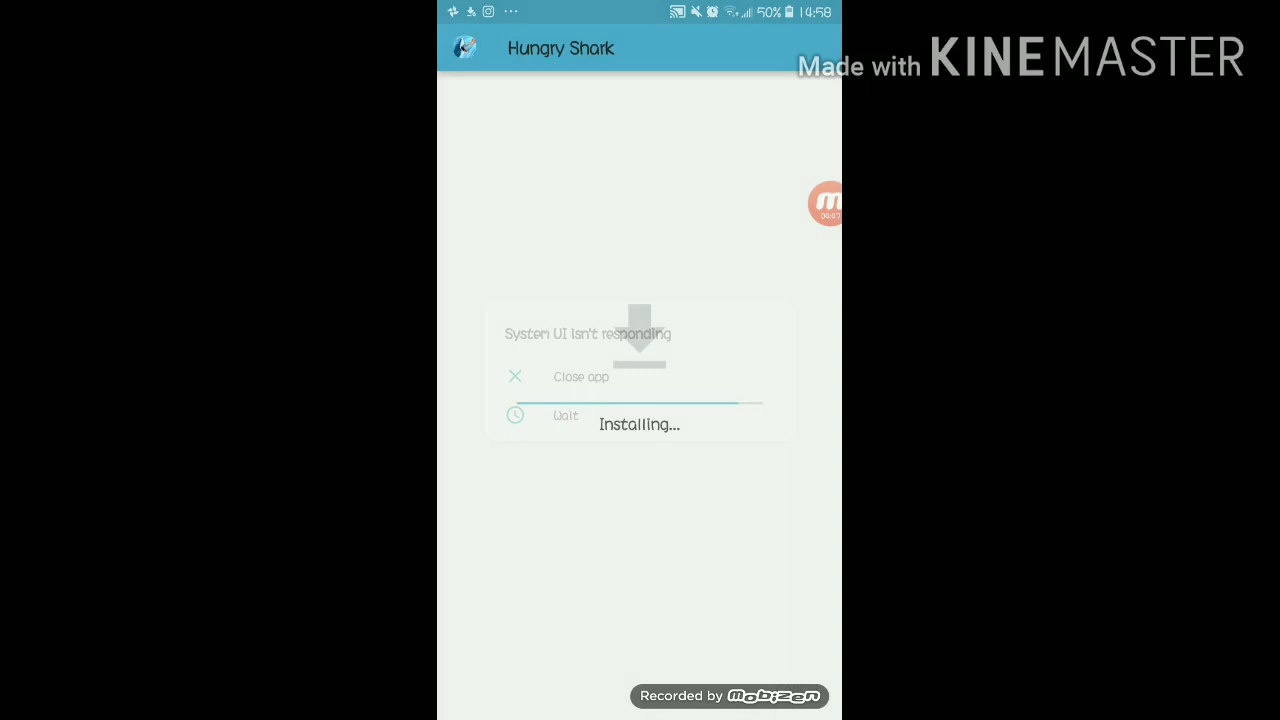 50% 14:58
Hungry Shark
Made with KINEMASTER
System UI isn't responding
Close app
Wait
Installing...
Recorded by Mobizen